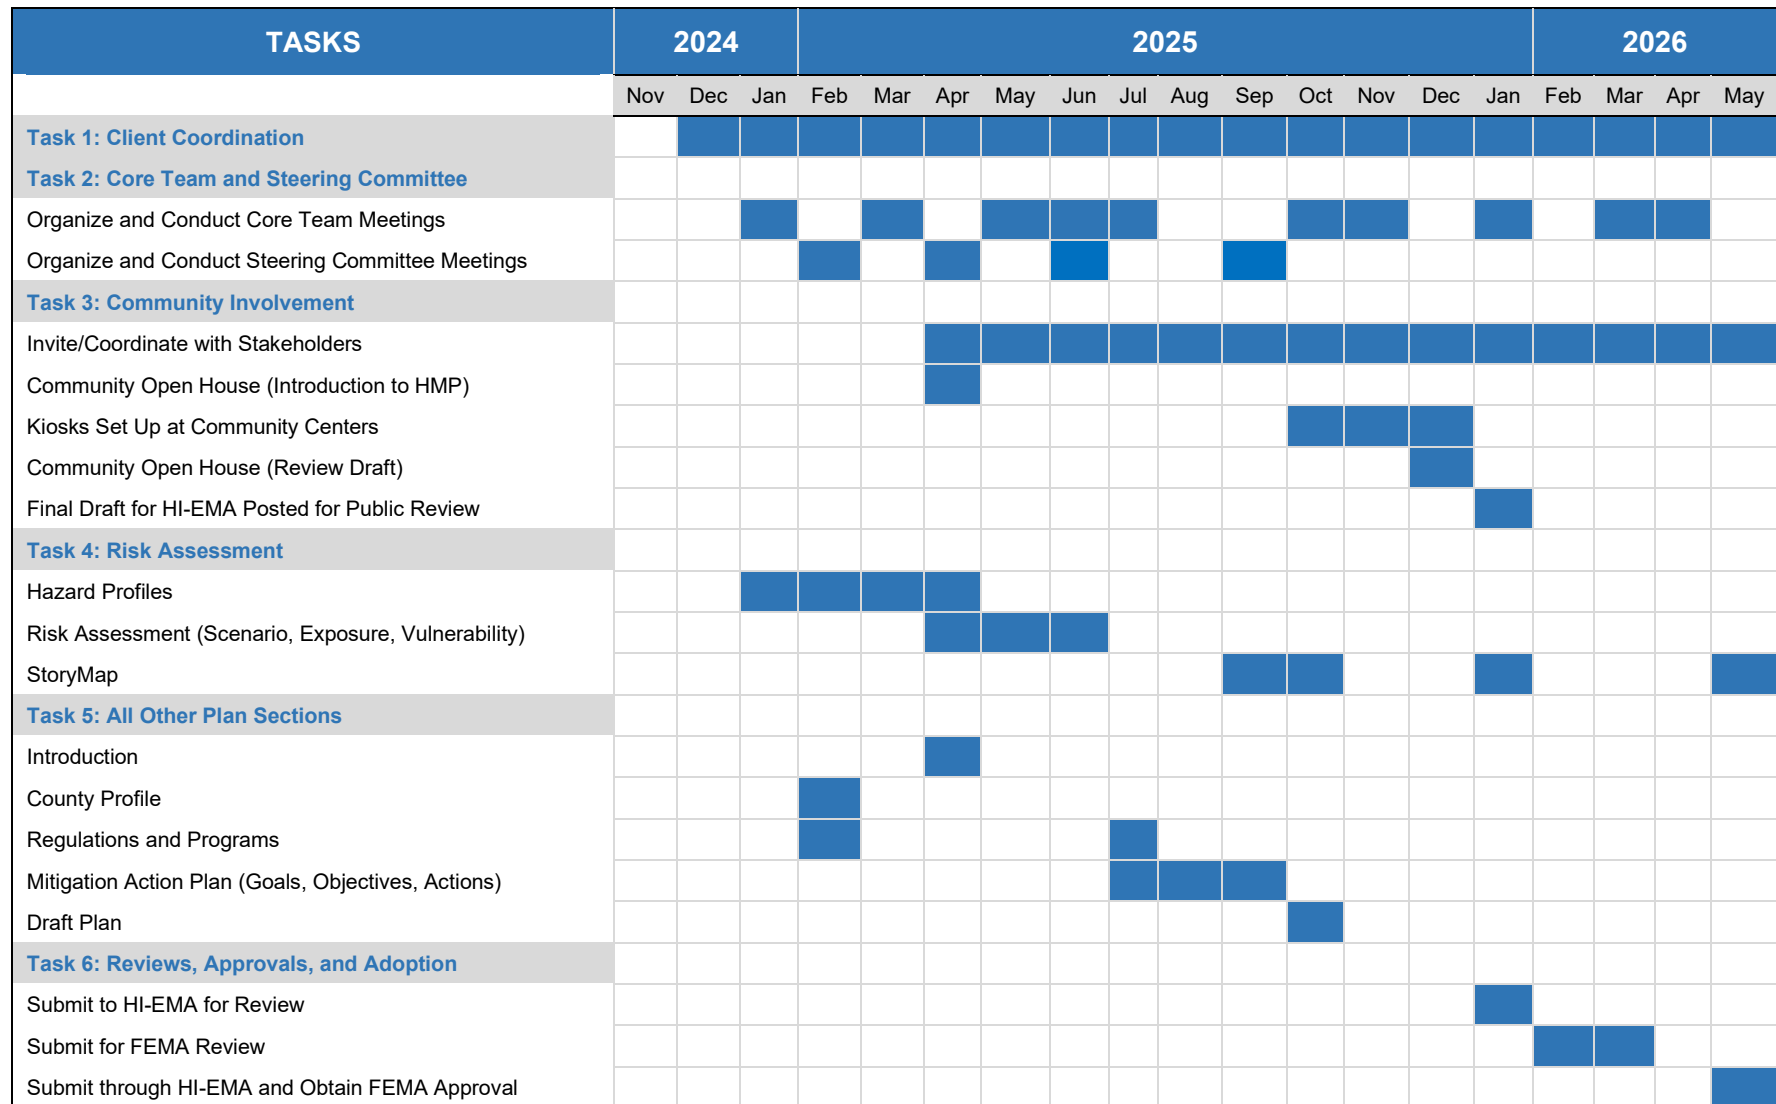 TASKS 2024 2025 2026
Nov Dec Jan Feb Mar Apr May Jun Jul Aug Sep Oct Nov Dec Jan Feb Mar Apr May
Task 1: Client Coordination
Task 2: Core Team and Steering Committee
Organize and Conduct Core Team Meetings
Organize and Conduct Steering Committee Meetings
Task 3: Community Involvement
Invite/Coordinate with Stakeholders
Community Open House (Introduction to HMP)
Kiosks Set Up at Community Centers
Community Open House (Review Draft)
Final Draft for HI-EMA Posted for Public Review
Task 4: Risk Assessment
Hazard Profiles
Risk Assessment (Scenario, Exposure, Vulnerability)
StoryMap
Task 5: All Other Plan Sections
Introduction
County Profile
Regulations and Programs
Mitigation Action Plan (Goals, Objectives, Actions)
Draft Plan
Task 6: Reviews, Approvals, and Adoption
Submit to HI-EMA for Review
Submit for FEMA Review
Submit through HI-EMA and Obtain FEMA Approval